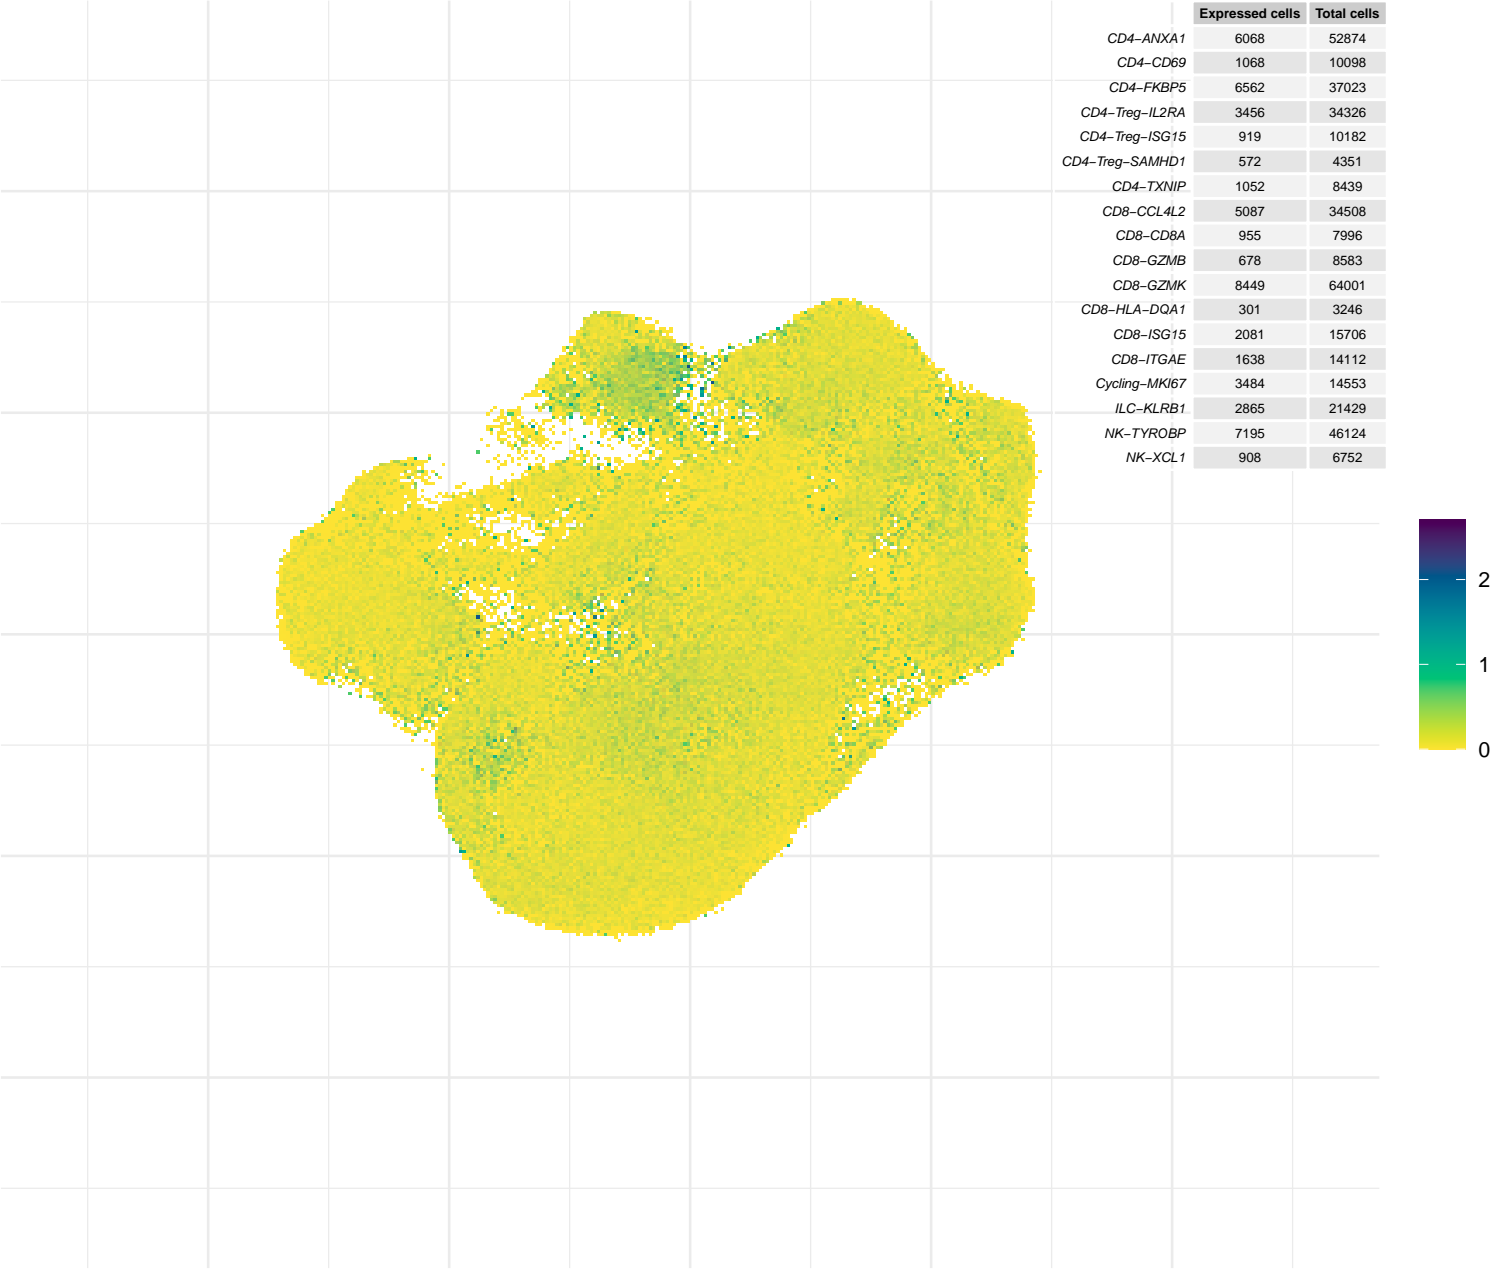 Expressed cells Total cells
CD4−ANXA1 6068 52874
CD4−CD69 1068 10098
CD4−FKBP5 6562 37023
CD4−Treg−IL2RA 3456 34326
CD4−Treg−ISG15 919 10182
CD4−Treg−SAMHD1 572 4351
CD4−TXNIP 1052 8439
CD8−CCL4L2 5087 34508
CD8−CD8A 955 7996
CD8−GZMB 678 8583
CD8−GZMK 8449 64001
CD8−HLA−DQA1 301 3246
CD8−ISG15 2081 15706
CD8−ITGAE 1638 14112
Cycling−MKI67 3484 14553
ILC−KLRB1 2865 21429
NK−TYROBP 7195 46124
NK−XCL1 908 6752
2
1
0